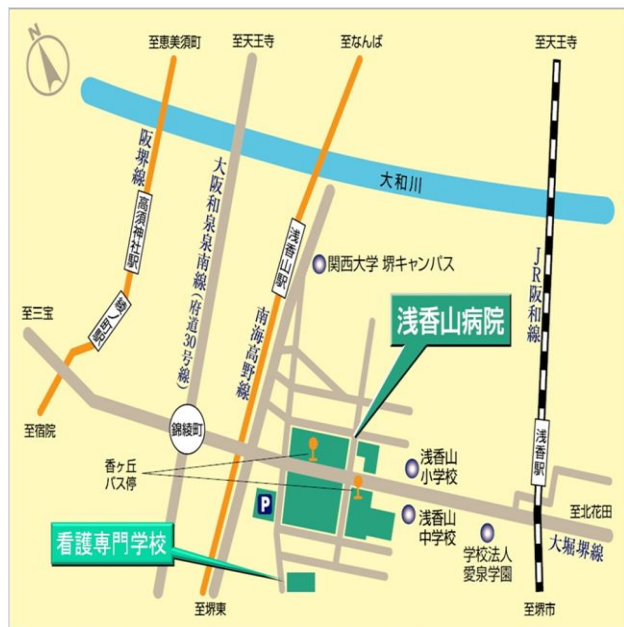 N
至恵美須町
至天王寺
至なんば
至天王寺
阪堺線
高須神社駅
綾ノ町駅
大阪和泉泉南線(府道30号線)
浅香山駅
南海高野線
大和川
関西大学 堺キャンパス
JR阪和線
浅香駅
至三宝
至宿院
錦綾町
浅香山病院
香ヶ丘
バス停
浅香山
小学校
浅香山
中学校
P
学校法人
愛泉学園
至北花田
大堀堺線
看護専門学校
至堺東
至堺市